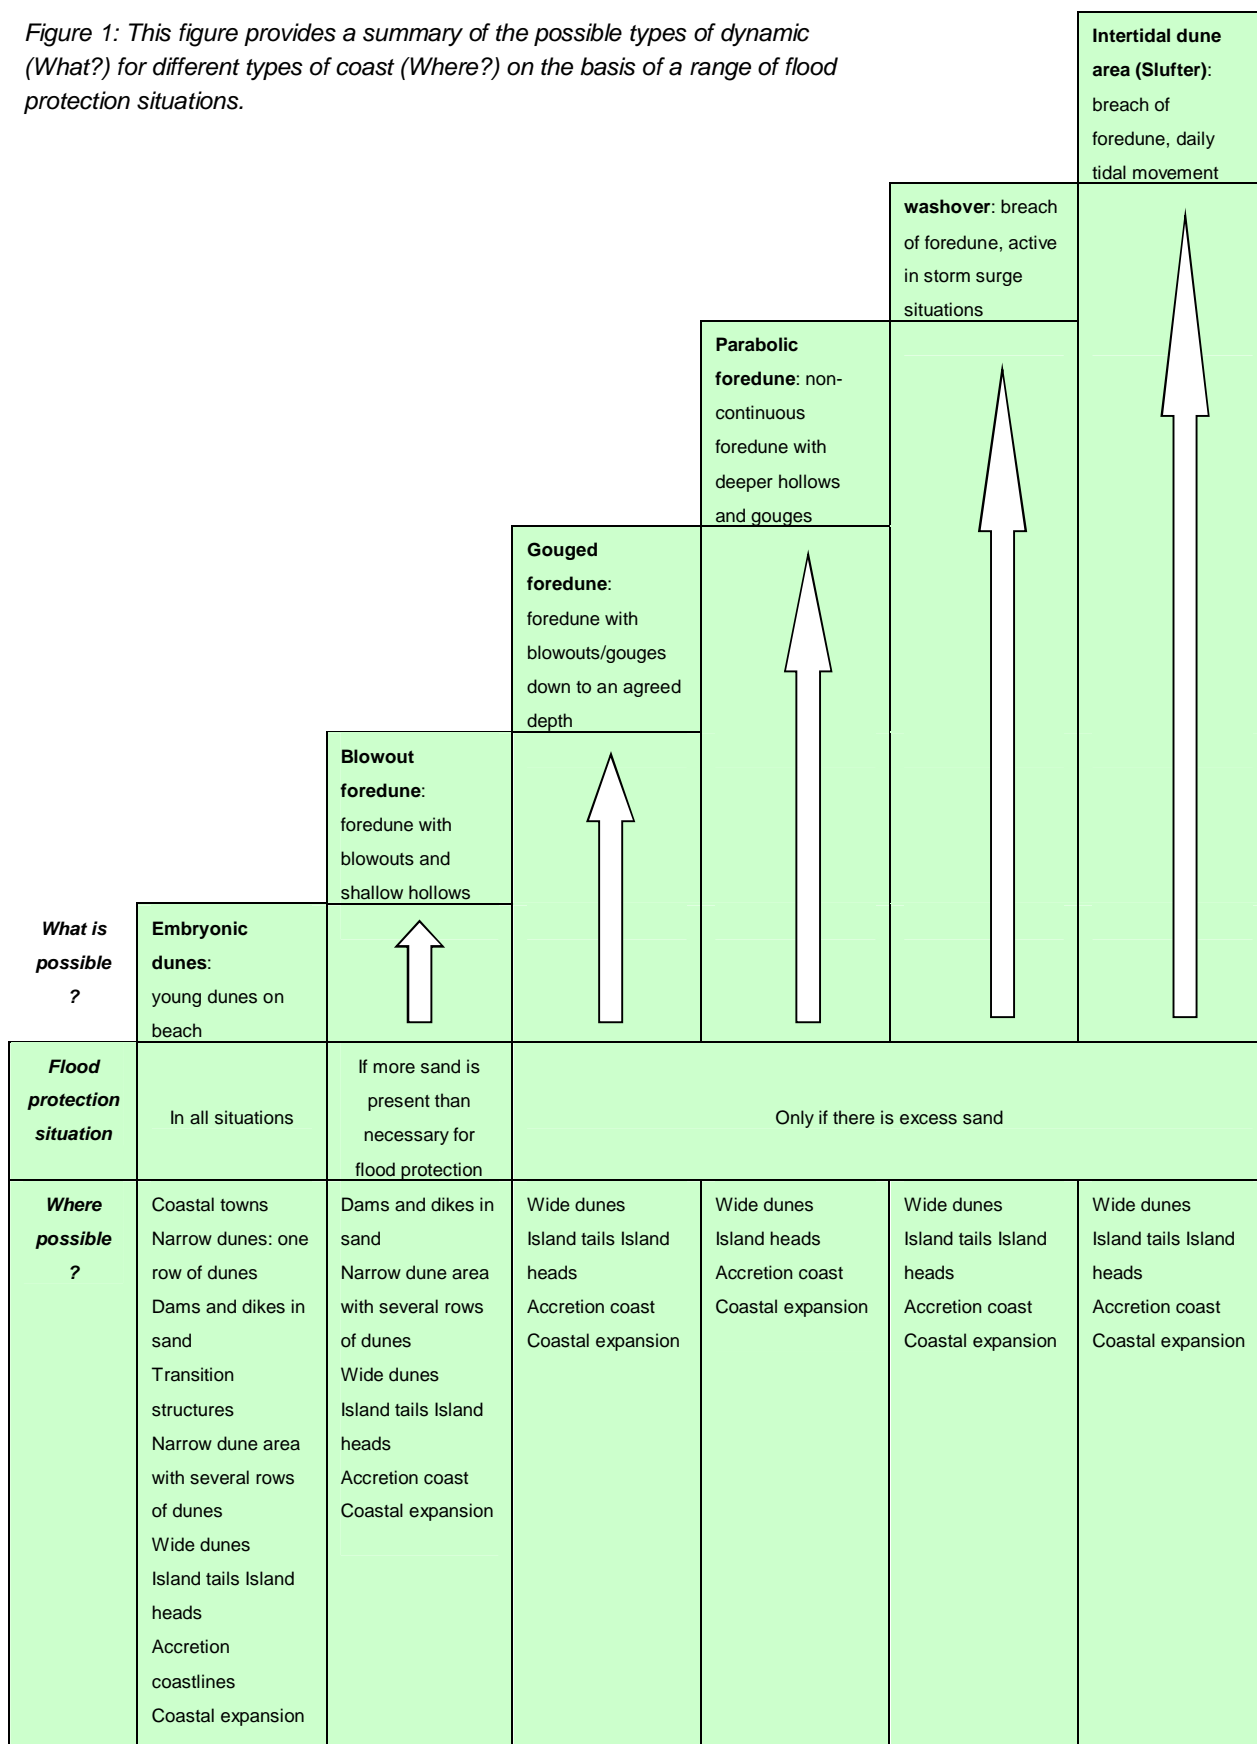 Figure 1: This figure provides a summary of the possible types of dynamic
(What?) for different types of coast (Where?) on the basis of a range of flood
protection situations.
Intertidal dune
area (Slufter):
breach of
foredune, daily
tidal movement
washover: breach
of foredune, active
in storm surge
situations
Parabolic
foredune: non-
continuous
foredune with
deeper hollows
and gouges
Gouged
foredune:
foredune with
blowouts/gouges
down to an agreed
depth
Blowout
foredune:
foredune with
blowouts and
shallow hollows
What is
possible
?
Embryonic
dunes:
young dunes on
beach
Flood
protection
situation
In all situations
If more sand is
present than
necessary for
flood protection
Only if there is excess sand
Where
possible
?
Coastal towns
Narrow dunes: one
row of dunes
Dams and dikes in
sand
Transition
structures
Narrow dune area
with several rows
of dunes
Wide dunes
Island tails Island
heads
Accretion
coastlines
Coastal expansion
Dams and dikes in
sand
Narrow dune area
with several rows
of dunes
Wide dunes
Island tails Island
heads
Accretion coast
Coastal expansion
Wide dunes
Island tails Island
heads
Accretion coast
Coastal expansion
Wide dunes
Island heads
Accretion coast
Coastal expansion
Wide dunes
Island tails Island
heads
Accretion coast
Coastal expansion
Wide dunes
Island tails Island
heads
Accretion coast
Coastal expansion